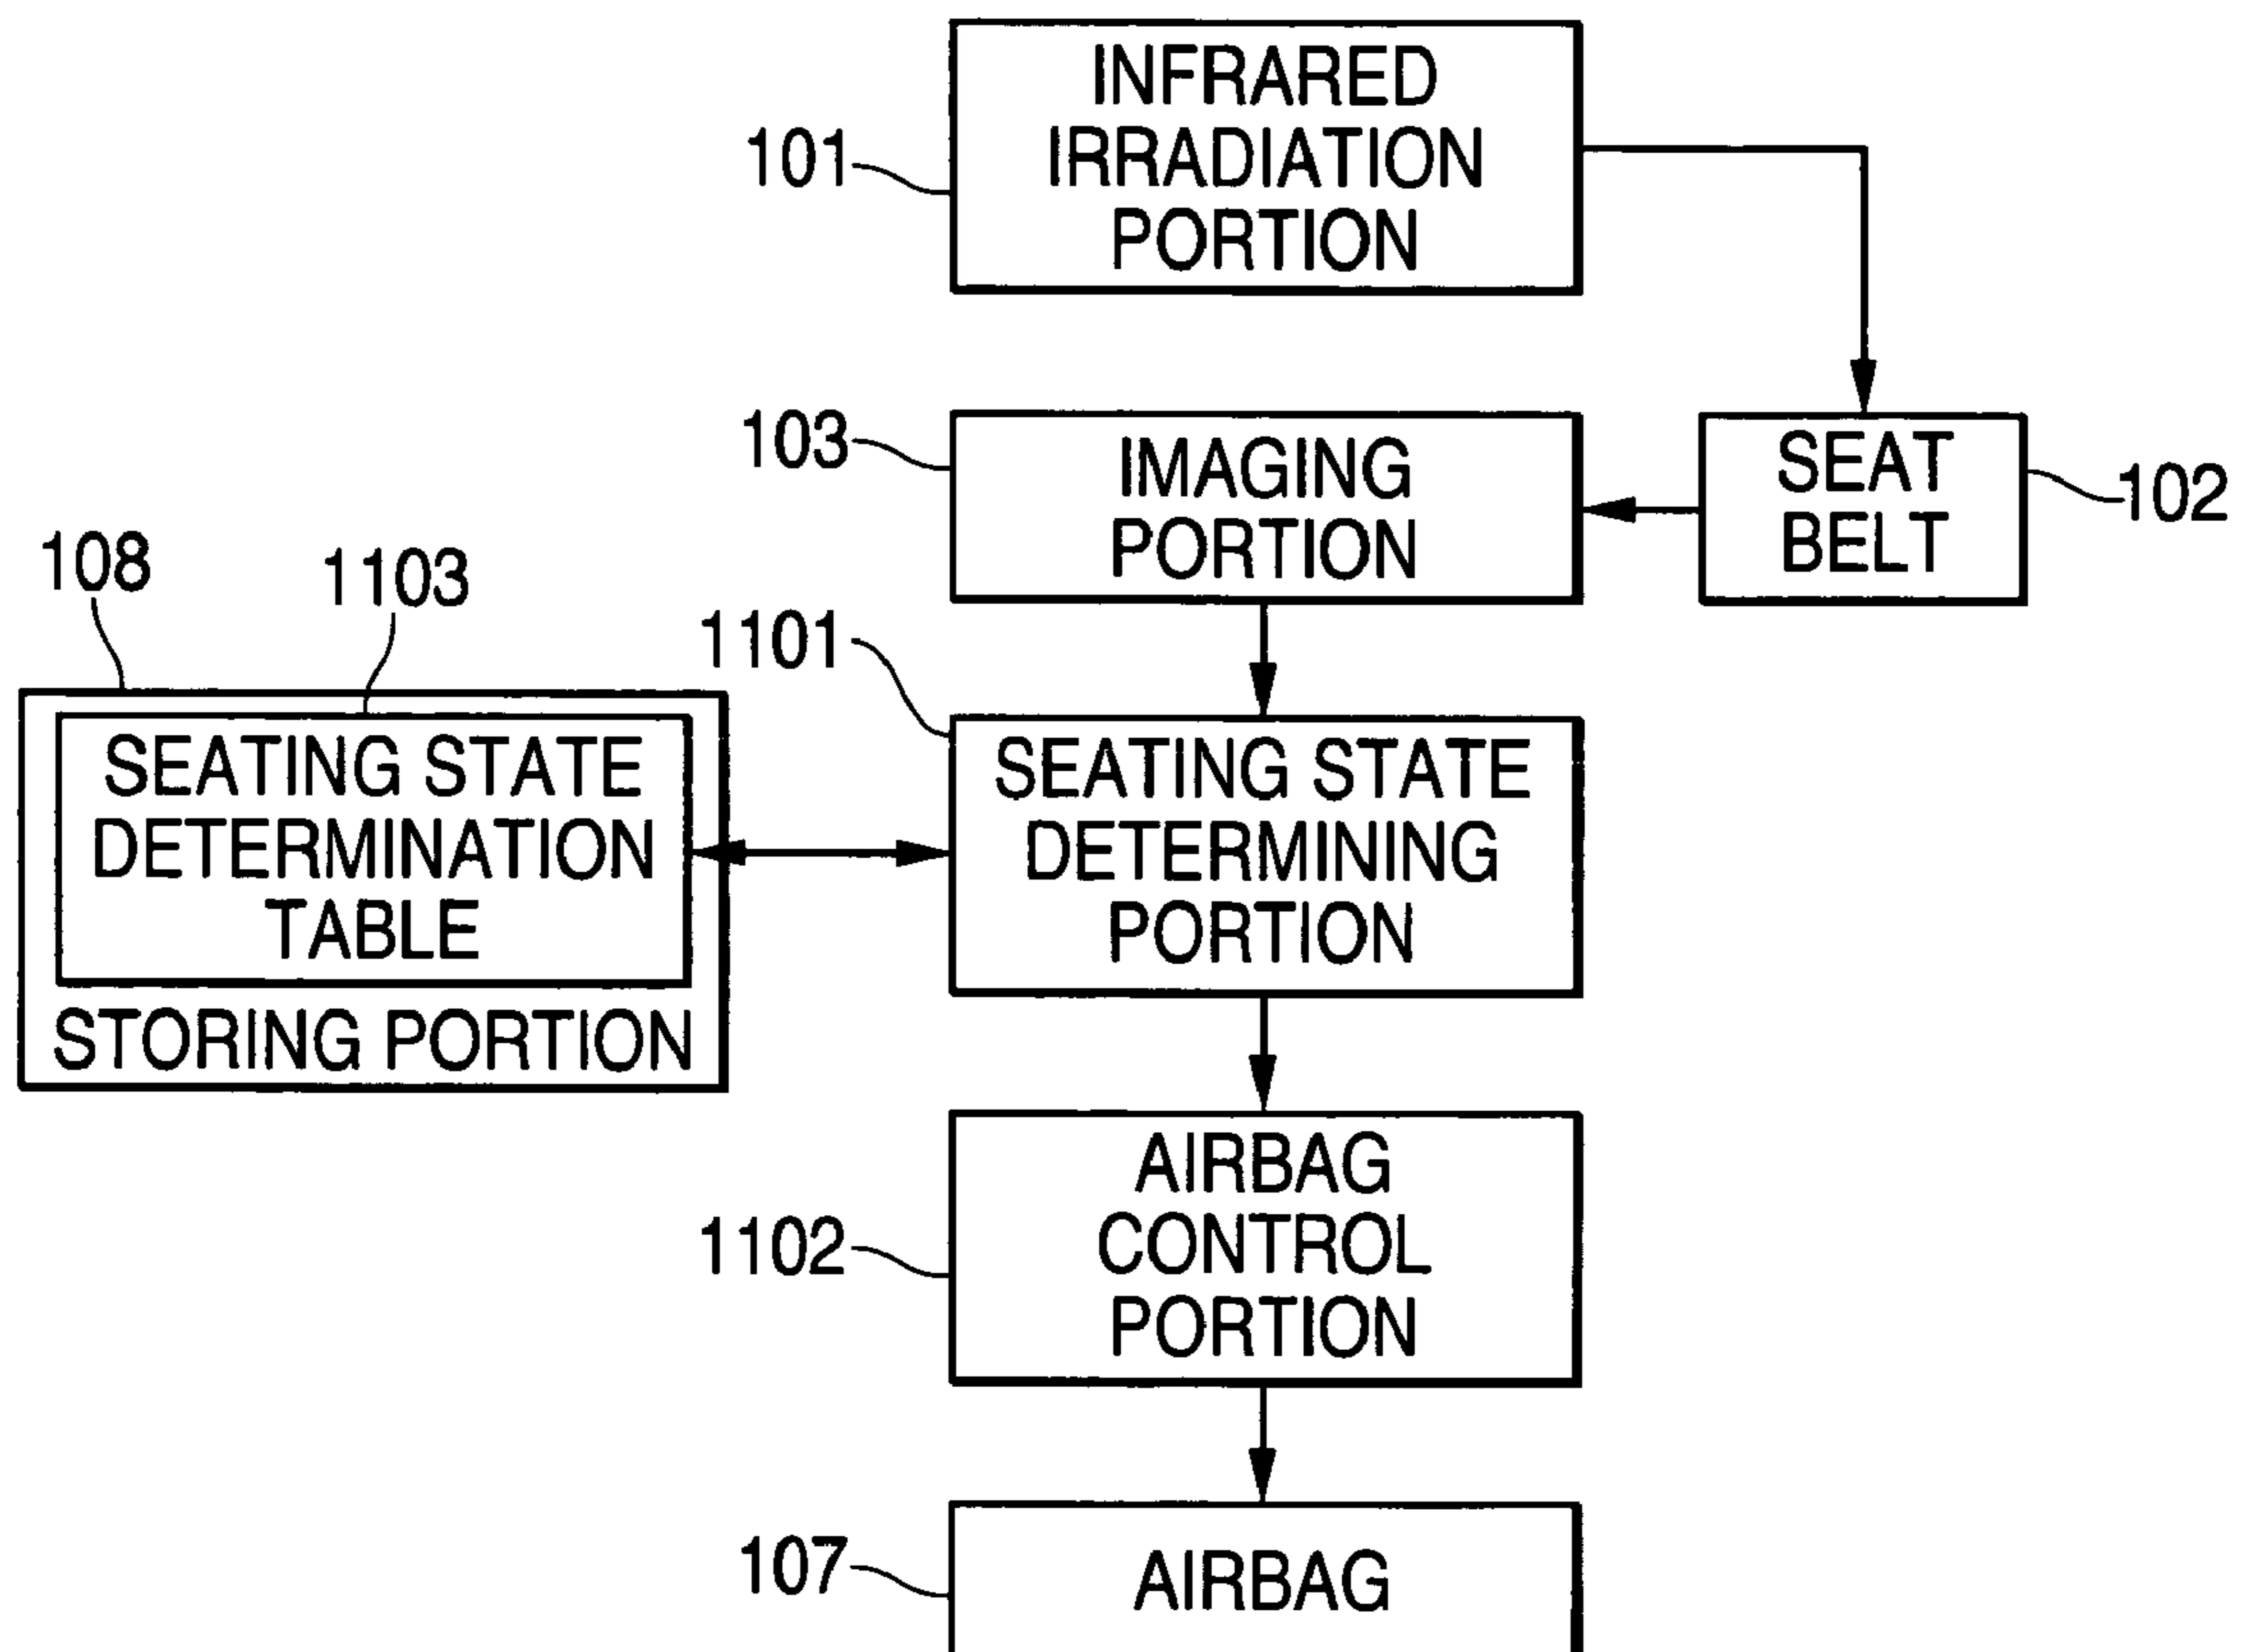 INFRARED
IRRADIATION
PORTION
101
103
IMAGING
PORTION
SEAT
BELT
102
108
1103
1101
SEATING STATE
DETERMINATION
TABLE
STORING PORTION
SEATING STATE
DETERMINING
PORTION
1102
AIRBAG
CONTROL
PORTION
107
AIRBAG